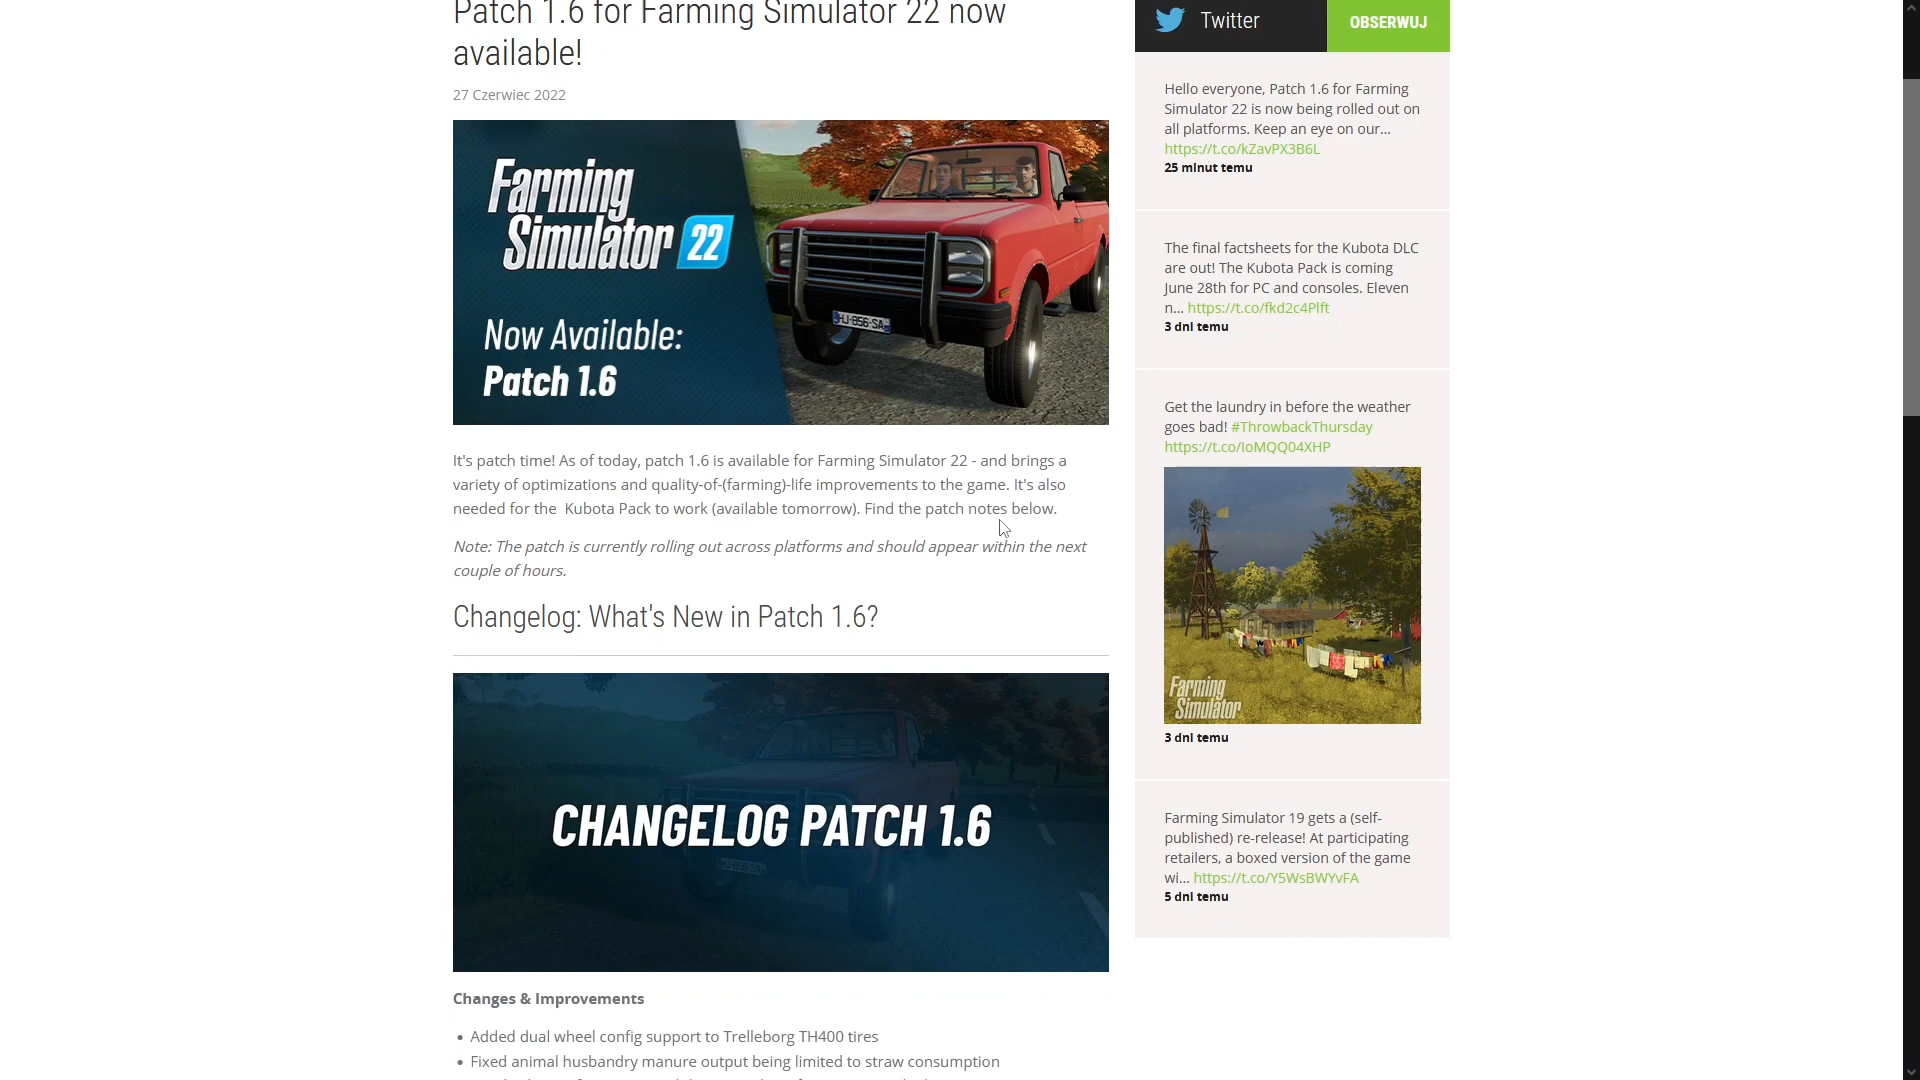 Patch 1.6 for Farming Simulator 22 now
available!
27 Czerwiec 2022
Farming
Simulator 22
Now Available:
Patch 1.6
HJ-856-SA
It's patch time! As of today, patch 1.6 is available for Farming Simulator 22 - and brings a
variety of optimizations and quality-of-(farming)-life improvements to the game. It's also
needed for the Kubota Pack to work (available tomorrow). Find the patch notes below.
Note: The patch is currently rolling out across platforms and should appear within the next
couple of hours.
Changelog: What's New in Patch 1.6?
CHANGELOG PATCH 1.6
Changes & Improvements
• Added dual wheel config support to Trelleborg TH400 tires
• Fixed animal husbandry manure output being limited to straw consumption
Twitter
OBSERWUJ
Hello everyone, Patch 1.6 for Farming
Simulator 22 is now being rolled out on
all platforms. Keep an eye on our...
https://t.co/kZavPX3B6L
25 minut temu
The final factsheets for the Kubota DLC
are out! The Kubota Pack is coming
June 28th for PC and consoles. Eleven
n... https://t.co/fkd2c4Plft
3 dni temu
Get the laundry in before the weather
goes bad! #ThrowbackThursday
https://t.co/IoMQQ04XHP
Farming
Simulator
3 dni temu
Farming Simulator 19 gets a (self-
published) re-release! At participating
retailers, a boxed version of the game
wi... https://t.co/Y5WsBWYvFA
5 dni temu